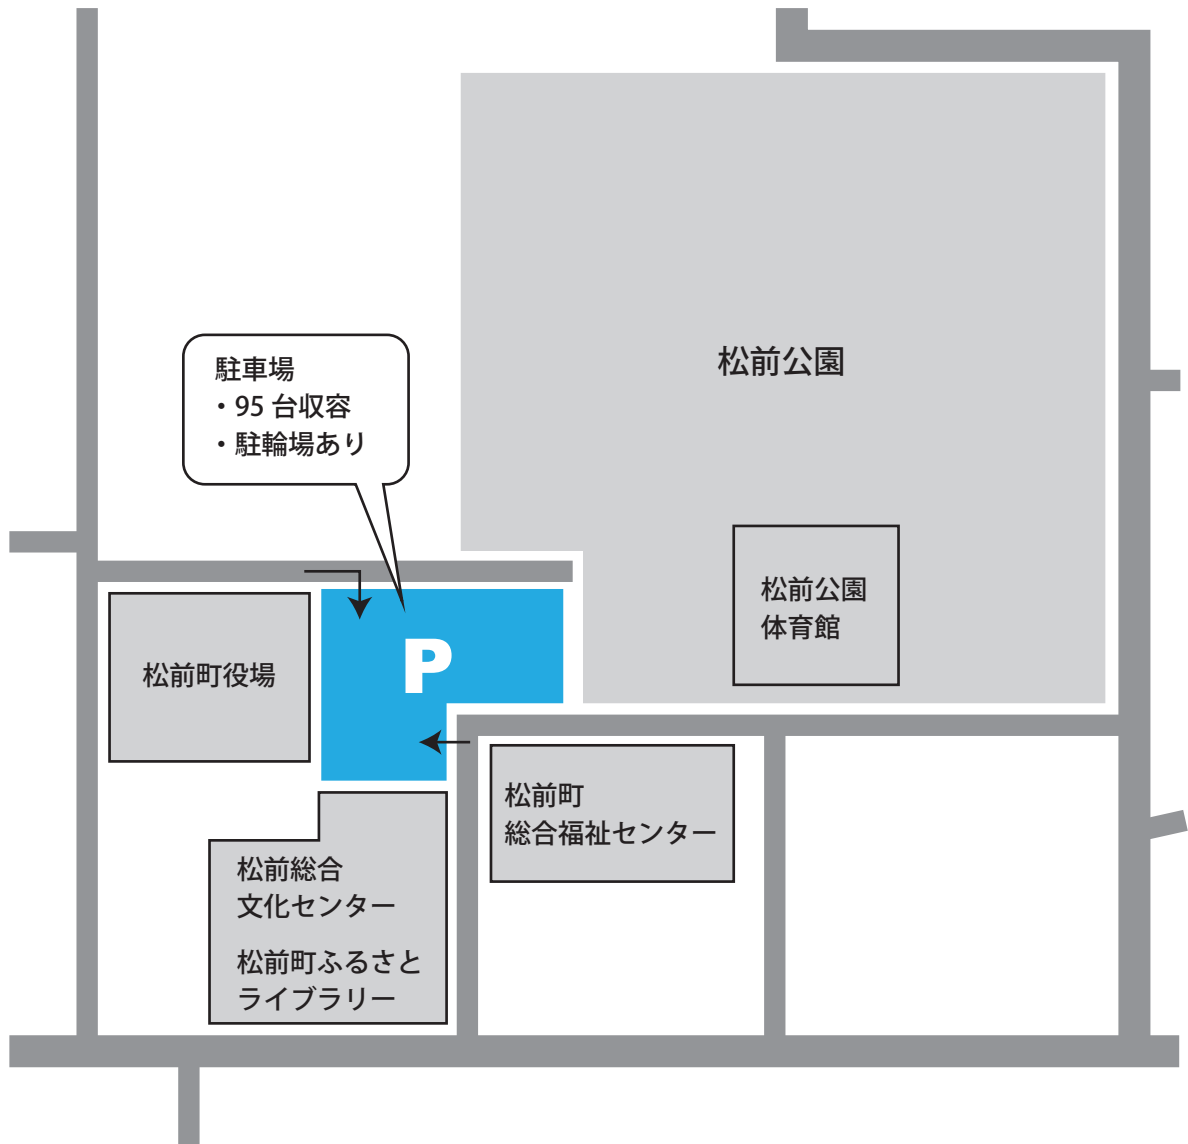 松前公園
駐車場
・95 台収容
・駐輪場あり
松前公園
体育館
松前町役場
P
松前町
総合福祉センター
松前総合
文化センター
松前町ふるさと
ライブラリー